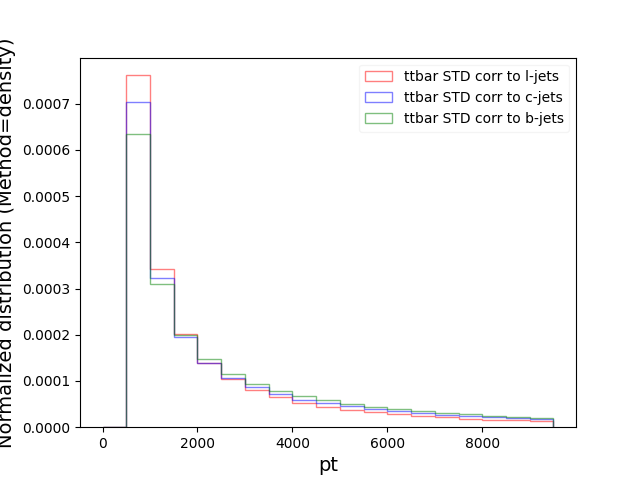 ttbar STD corr to l-jets
ttbar STD corr to c-jets
ttbar STD corr to b-jets
Normalized distribution (Method=density)
0.0007
0.0006
0.0005
0.0004
0.0003
0.0002
0.0001
0.0000
0
2000
4000
6000
8000
pt